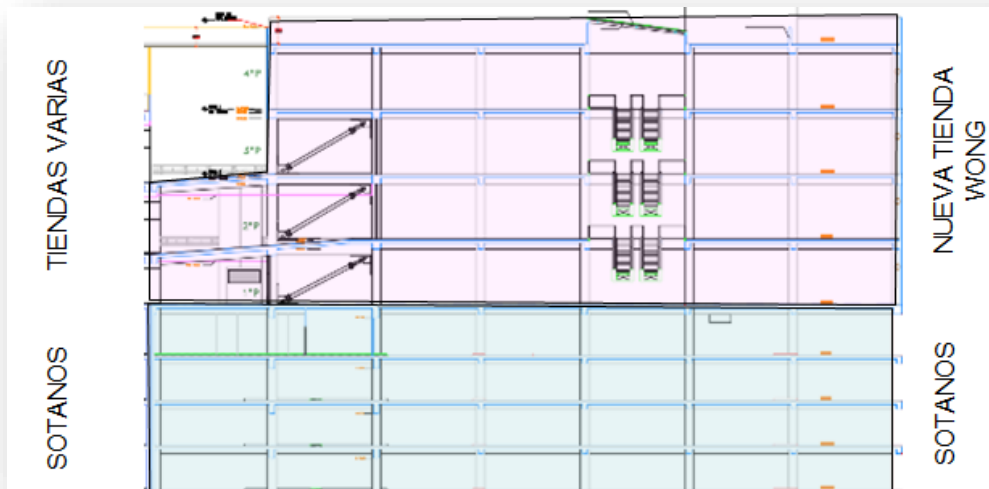 TIENDAS VARIAS
4°P
3°P
2°P
1°P
NUEVA TIENDA
WONG
SOTANOS
SOTANOS